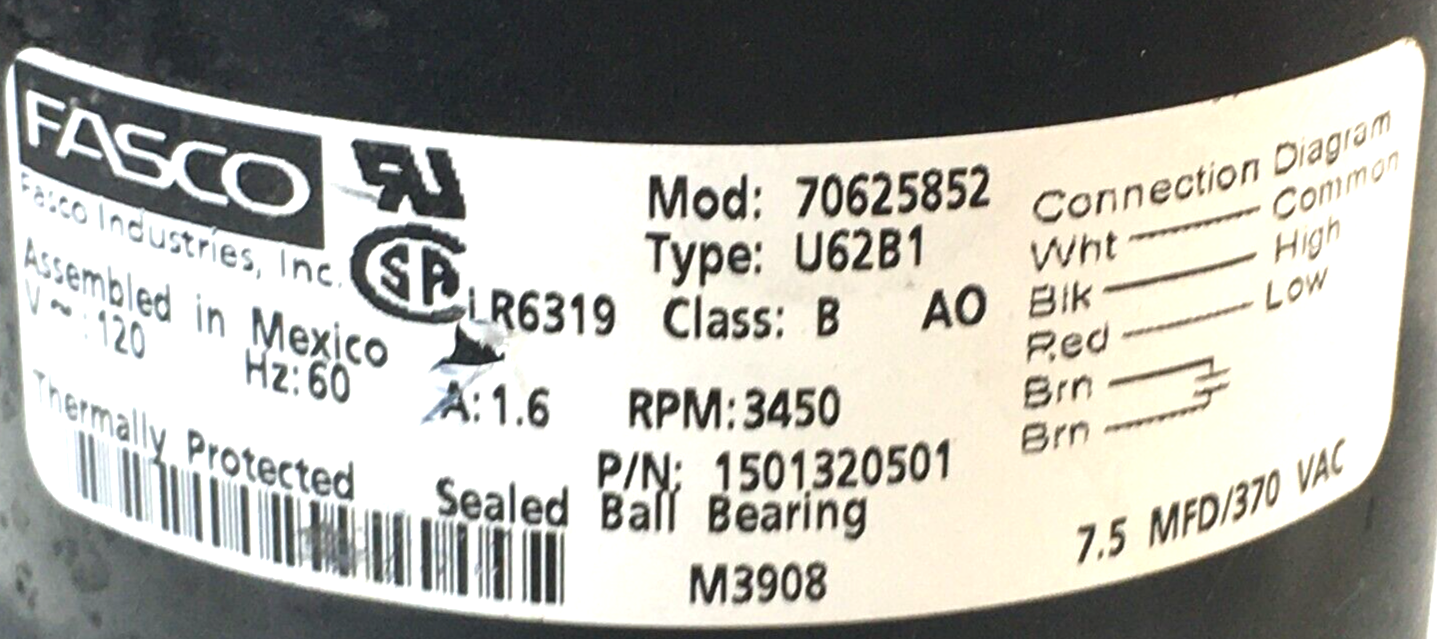 FASCO
Fasco Industries, Inc.
Assembled in Mexico
V~: 120 Hz: 60 A: 1.6 RPM: 3450
Thermally Protected
LR6319
Mod: 70625852
Type: U62B1
Class: B AO
P/N: 1501320501
Sealed Ball Bearing
M3908
Connection Diagram
Wht Common
Blk High
Red Low
Brn
Brn
7.5 MFD/370 VAC